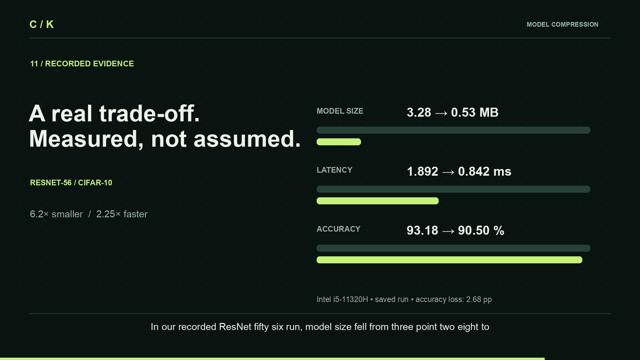 C / K
MODEL COMPRESSION
11 / RECORDED EVIDENCE
A real trade-off.
Measured, not assumed.
RESNET-56 / CIFAR-10
6.2× smaller / 2.25× faster
MODEL SIZE 3.28 → 0.53 MB
LATENCY 1.892 → 0.842 ms
ACCURACY 93.18 → 90.50 %
Intel i5-11320H • saved run • accuracy loss: 2.68 pp
In our recorded ResNet fifty six run, model size fell from three point two eight to